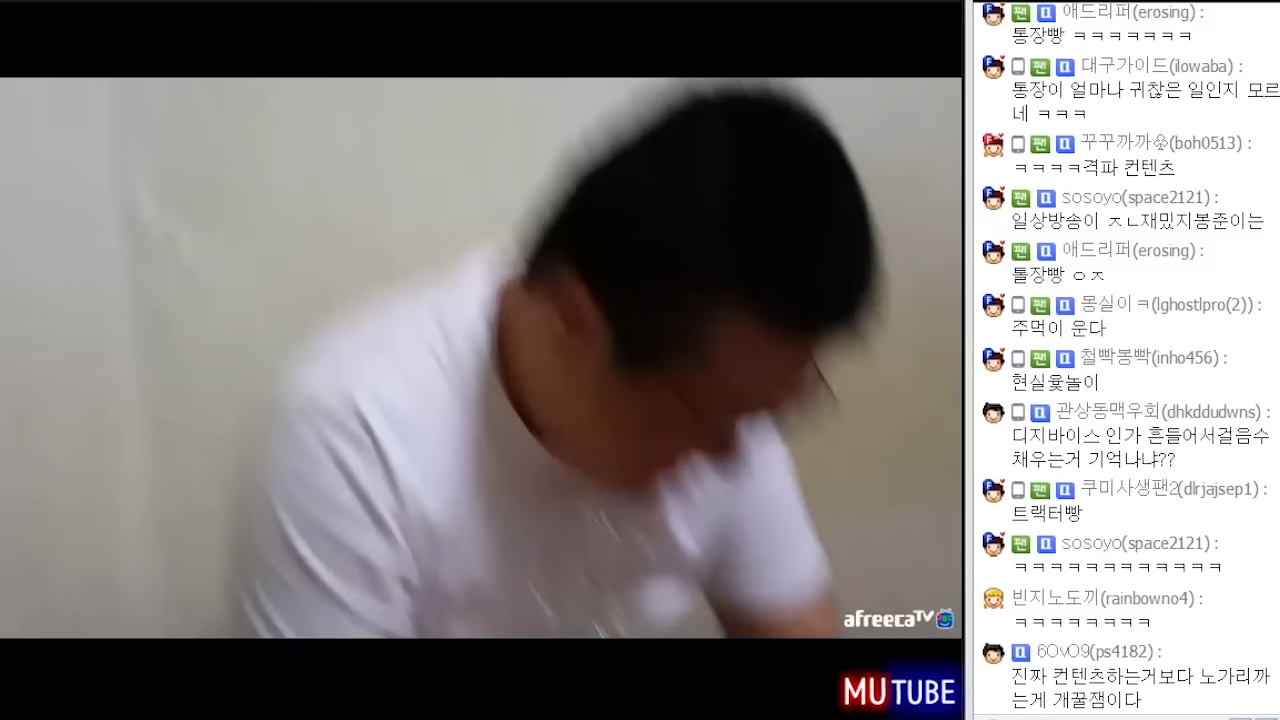 애드리퍼(erosing) :
통장빵 ㅋㅋㅋㅋㅋㅋㅋ
대구가이드(ilowaba) :
통장이 얼마나 귀찮은 일인지 모르
네 ㅋㅋㅋ
꾸꾸까까웃(boh0513) :
ㅋㅋㅋㅋ격파 컨텐츠
sosoyo(space2121) :
일상방송이 ㅈㄴ재밌지봉준이는
애드리퍼(erosing) :
톨장빵 ㅇㅈ
몽실이ㅋ(lghostlpro(2)) :
주먹이 운다
철빡봉빡(inho456) :
현실윷놀이
관상동맥우회(dhkddudwns) :
디지바이스 인가 흔들어서걸음수
채우는거 기억나냐??
쿠미사생팬2(dlrjajsep1) :
트랙터빵
sosoyo(space2121) :
ㅋㅋㅋㅋㅋㅋㅋㅋㅋㅋㅋㅋ
빈지노도끼(rainbowno4) :
ㅋㅋㅋㅋㅋㅋㅋㅋ
afreecaTV
6OvO9(ps4182) :
진짜 컨텐츠하는거보다 노가리까
는게 개꿀잼이다
MUTUBE